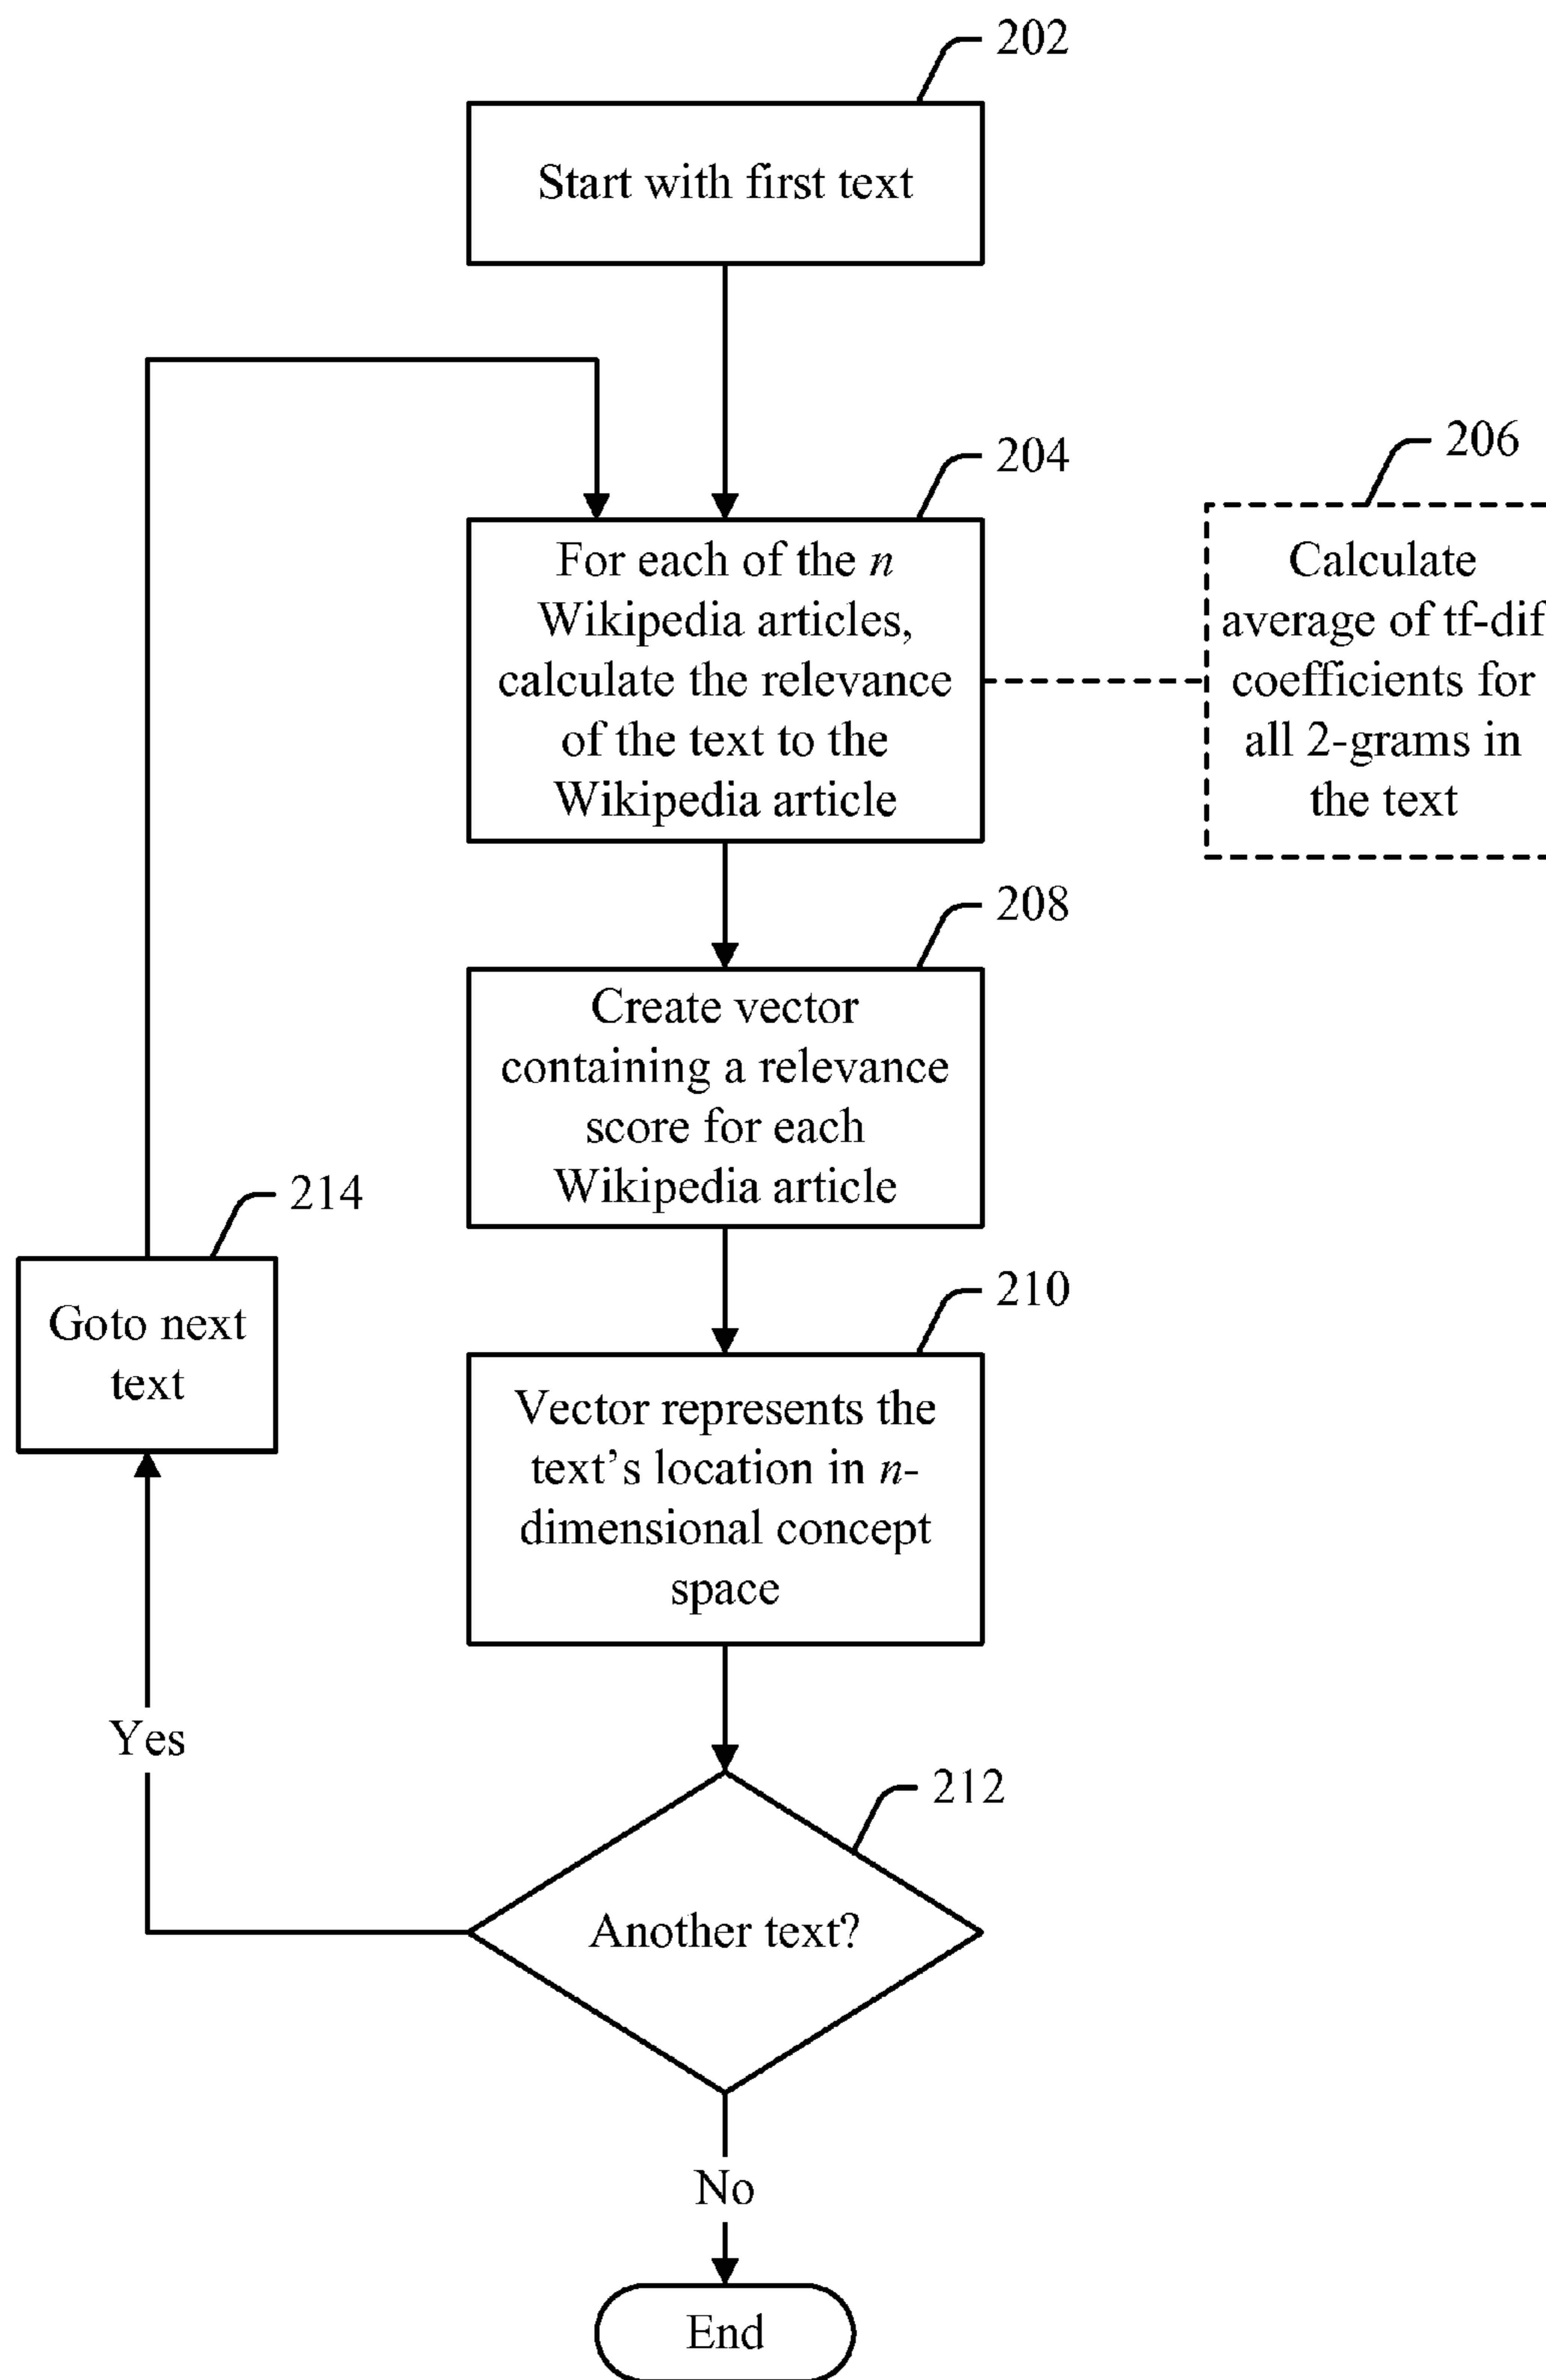 202
Start with first text
204
For each of the n
Wikipedia articles,
calculate the relevance
of the text to the
Wikipedia article
206
Calculate
average of tf-dif
coefficients for
all 2-grams in
the text
208
Create vector
containing a relevance
score for each
Wikipedia article
214
Goto next
text
210
Vector represents the
text’s location in n-
dimensional concept
space
Yes
212
Another text?
No
End